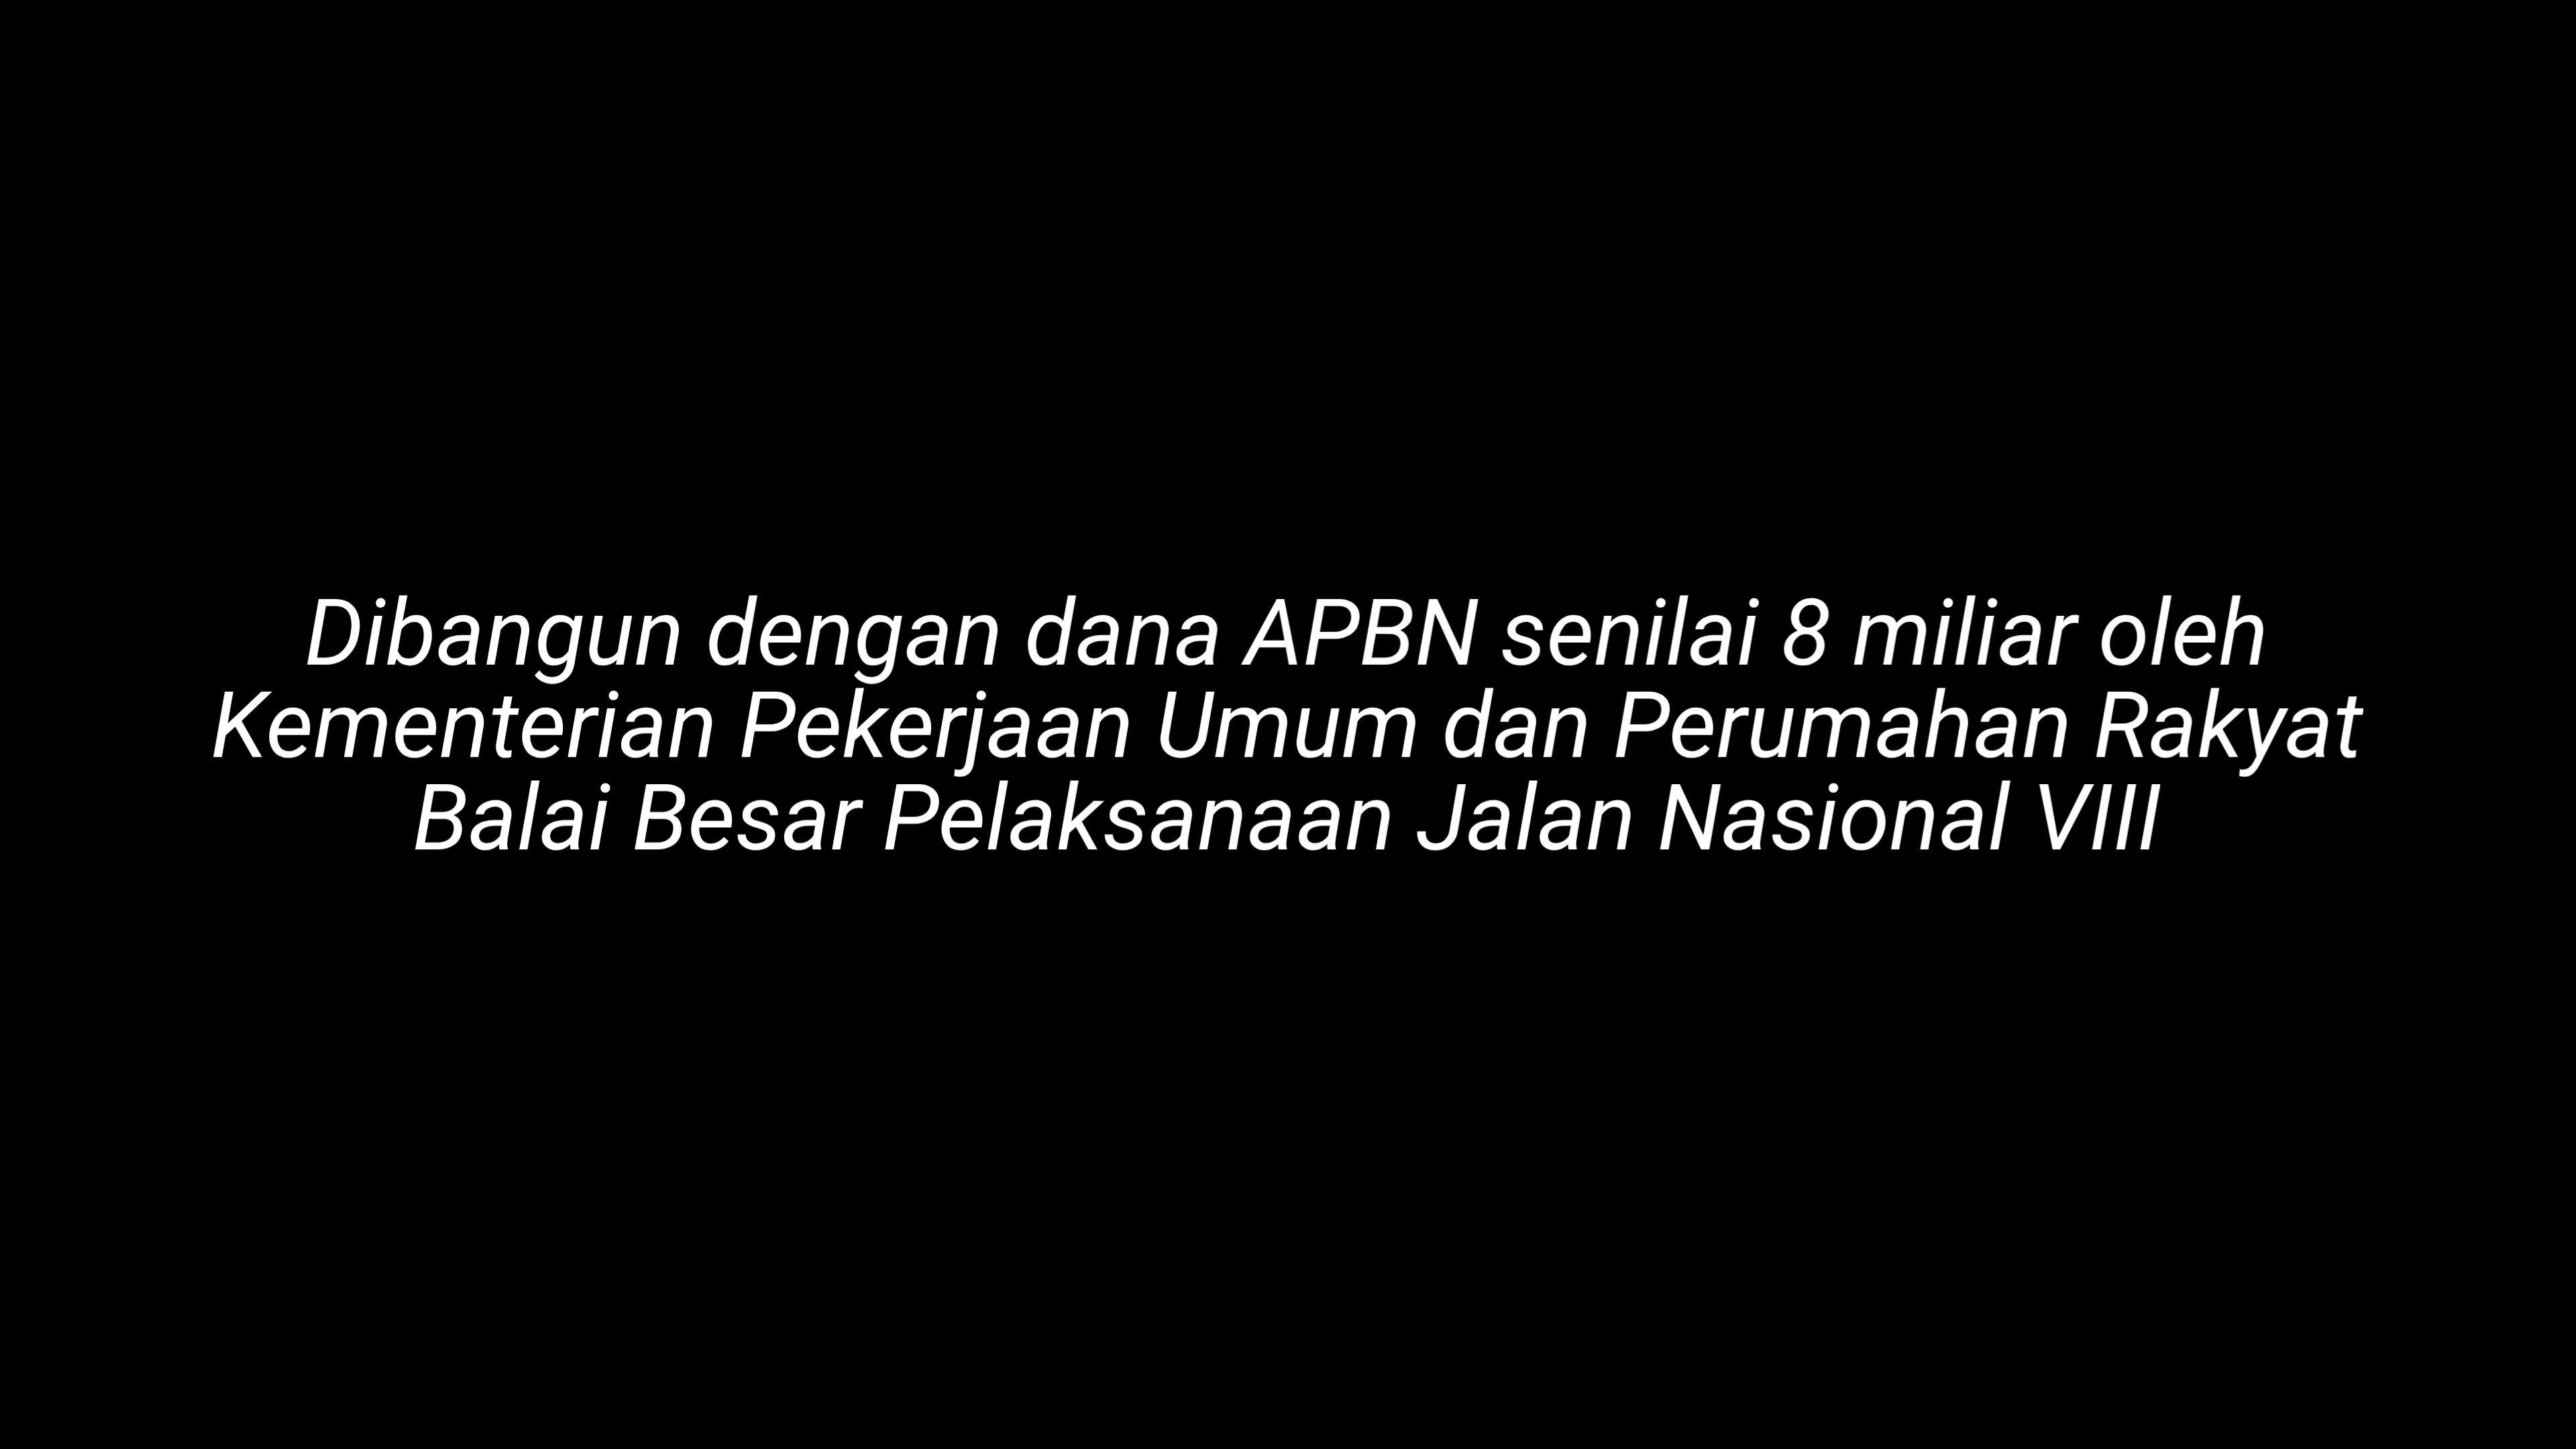 Dibangun dengan dana APBN senilai 8 miliar oleh
Kementerian Pekerjaan Umum dan Perumahan Rakyat
Balai Besar Pelaksanaan Jalan Nasional VIII